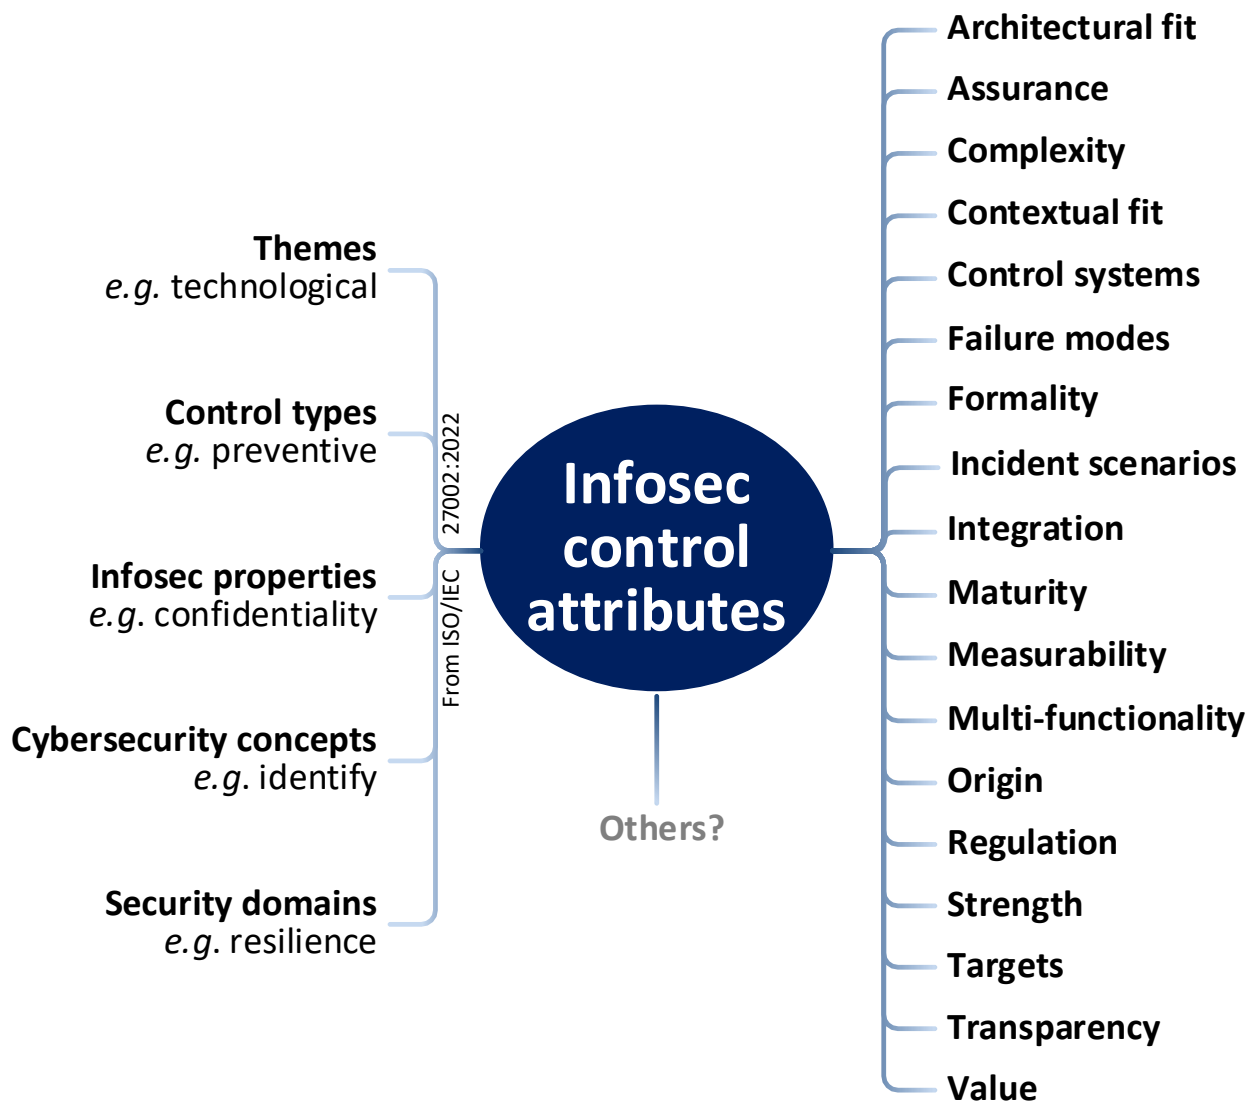 Themes
e.g. technological
Control types
e.g. preventive
Infosec properties
e.g. confidentiality
Cybersecurity concepts
e.g. identify
Security domains
e.g. resilience
From ISO/IEC 27002:2022
Infosec
control
attributes
Others?
Architectural fit
Assurance
Complexity
Contextual fit
Control systems
Failure modes
Formality
Incident scenarios
Integration
Maturity
Measurability
Multi-functionality
Origin
Regulation
Strength
Targets
Transparency
Value